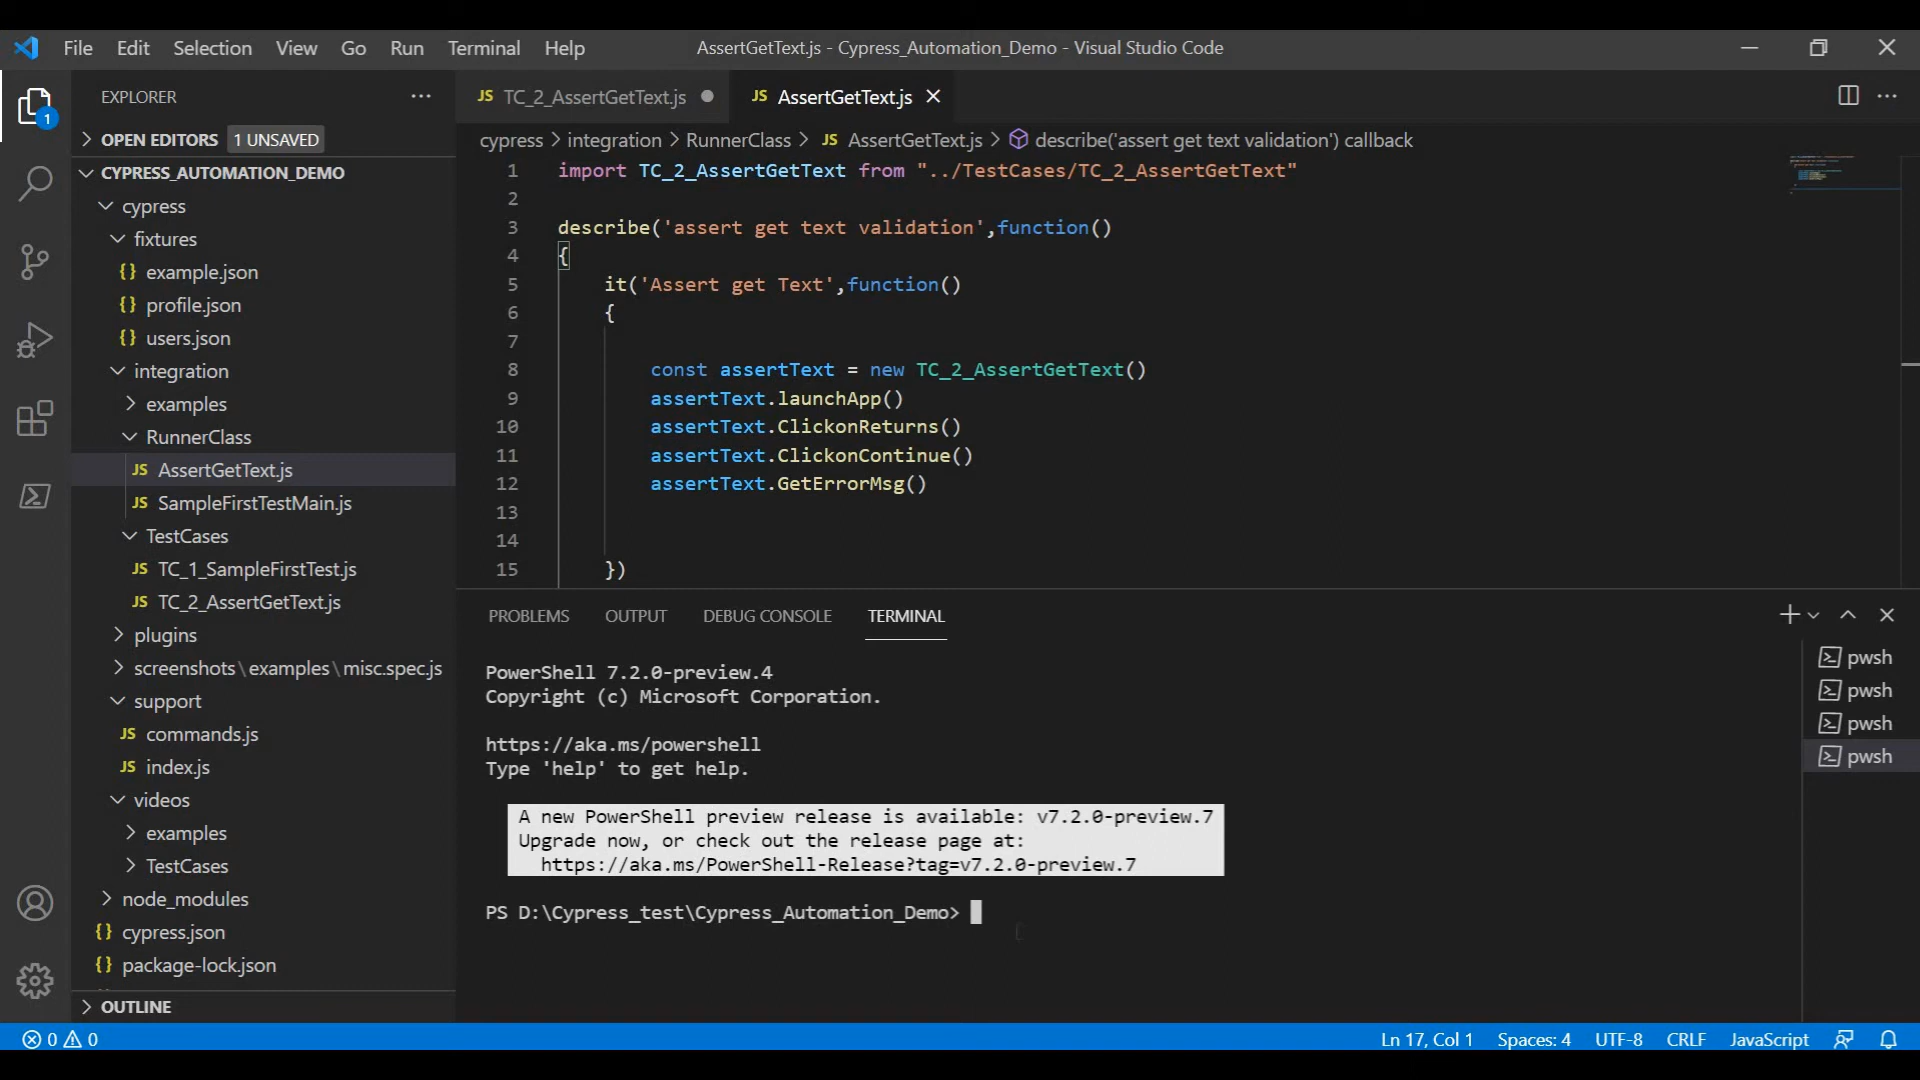 File Edit Selection View Go Run Terminal Help AssertGetText.js - Cypress_Automation_Demo - Visual Studio Code
1
EXPLORER
OPEN EDITORS 1 UNSAVED
CYPRESS_AUTOMATION_DEMO
cypress
fixtures
{} example.json
{} profile.json
{} users.json
integration
examples
RunnerClass
JS AssertGetText.js
JS SampleFirstTestMain.js
TestCases
JS TC_1_SampleFirstTest.js
JS TC_2_AssertGetText.js
plugins
screenshots\examples\misc.spec.js
support
JS commands.js
JS index.js
videos
examples
TestCases
node_modules
{} cypress.json
{} package-lock.json
OUTLINE
JS TC_2_AssertGetText.js JS AssertGetText.js
cypress > integration > RunnerClass > JS AssertGetText.js > describe('assert get text validation') callback
1 import TC_2_AssertGetText from "../TestCases/TC_2_AssertGetText"
2
3 describe('assert get text validation',function()
4 {
5 it('Assert get Text',function()
6 {
7
8 const assertText = new TC_2_AssertGetText()
9 assertText.launchApp()
10 assertText.ClickonReturns()
11 assertText.ClickonContinue()
12 assertText.GetErrorMsg()
13
14
15 })
PROBLEMS OUTPUT DEBUG CONSOLE TERMINAL
PowerShell 7.2.0-preview.4
Copyright (c) Microsoft Corporation.
https://aka.ms/powershell
Type 'help' to get help.
A new PowerShell preview release is available: v7.2.0-preview.7
Upgrade now, or check out the release page at:
https://aka.ms/PowerShell-Release?tag=v7.2.0-preview.7
PS D:\Cypress_test\Cypress_Automation_Demo>
pwsh
pwsh
pwsh
pwsh
0 0 Ln 17, Col 1 Spaces: 4 UTF-8 CRLF JavaScript